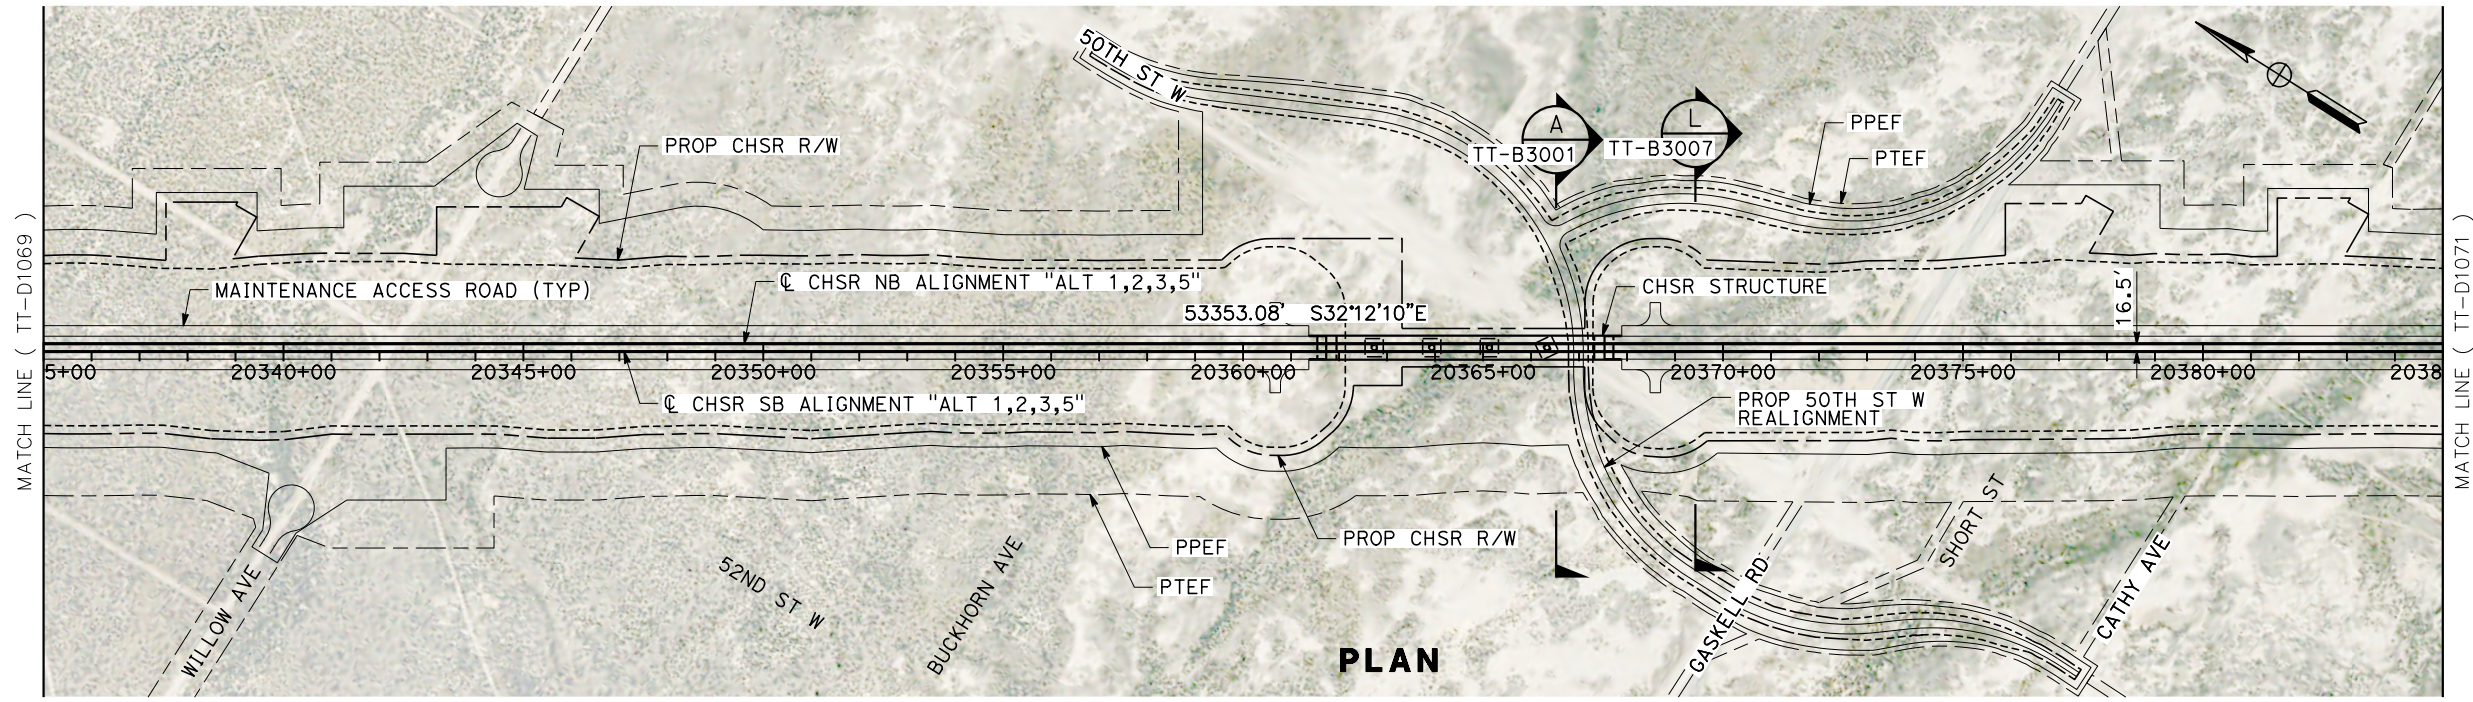 50TH ST W
A
TT-B3001
L
TT-B3007
PPEF
PTEF
PROP CHSR R/W
MATCH LINE ( TT-D1069 )
MATCH LINE ( TT-D1071 )
℄ CHSR NB ALIGNMENT "ALT 1,2,3,5"
MAINTENANCE ACCESS ROAD (TYP)
CHSR STRUCTURE
53353.08' S32°12'10"E
16.5'
5+00
20340+00
20345+00
20350+00
20355+00
20360+00
20365+00
20370+00
20375+00
20380+00
2038
℄ CHSR SB ALIGNMENT "ALT 1,2,3,5"
PROP 50TH ST W
REALIGNMENT
PPEF
PTEF
PROP CHSR R/W
WILLOW AVE
52ND ST W
BUCKHORN AVE
GASKELL RD
SHORT ST
CATHY AVE
PLAN